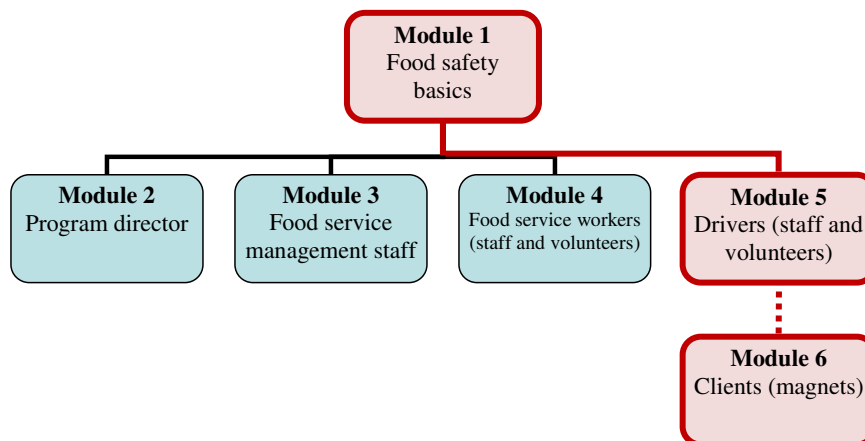 Module 1
Food safety
basics
Module 2
Program director
Module 3
Food service
management staff
Module 4
Food service workers
(staff and volunteers)
Module 5
Drivers (staff and
volunteers)
Module 6
Clients (magnets)